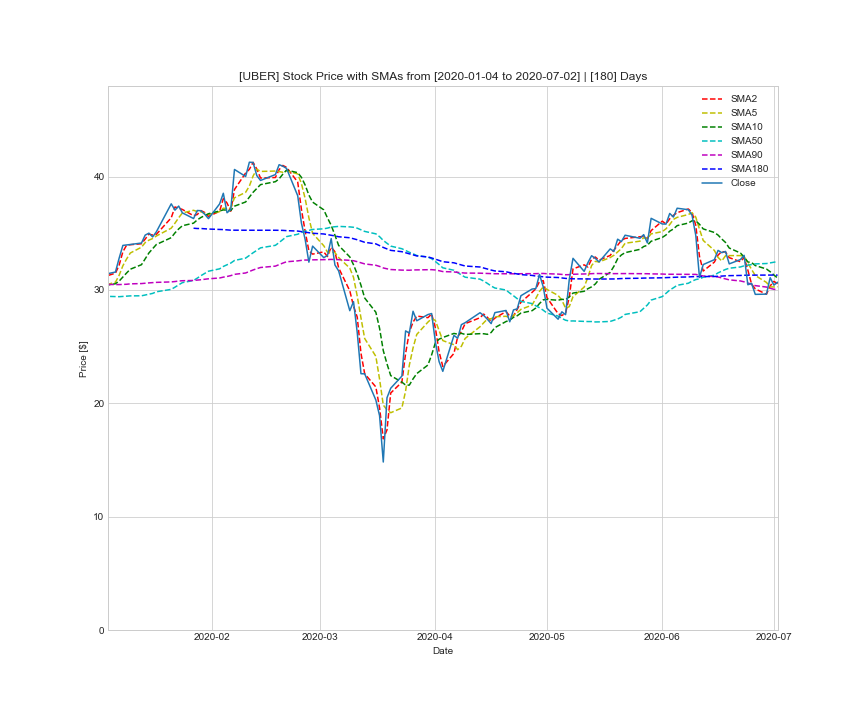 [UBER] Stock Price with SMAs from [2020-01-04 to 2020-07-02] | [180] Days
SMA2
SMA5
SMA10
SMA50
SMA90
SMA180
Close
Price [$]
40
30
20
10
0
2020-02 2020-03 2020-04 2020-05 2020-06 2020-07
Date